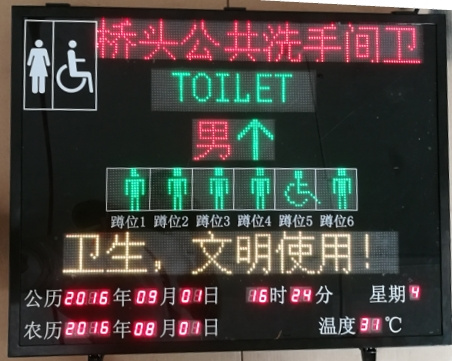 桥头公共洗手间卫
TOILET
男↑
蹲位1 蹲位2 蹲位3 蹲位4 蹲位5 蹲位6
卫生，文明使用！
公历2016年09月01日 16时24分 星期4
农历2016年08月01日 温度31℃